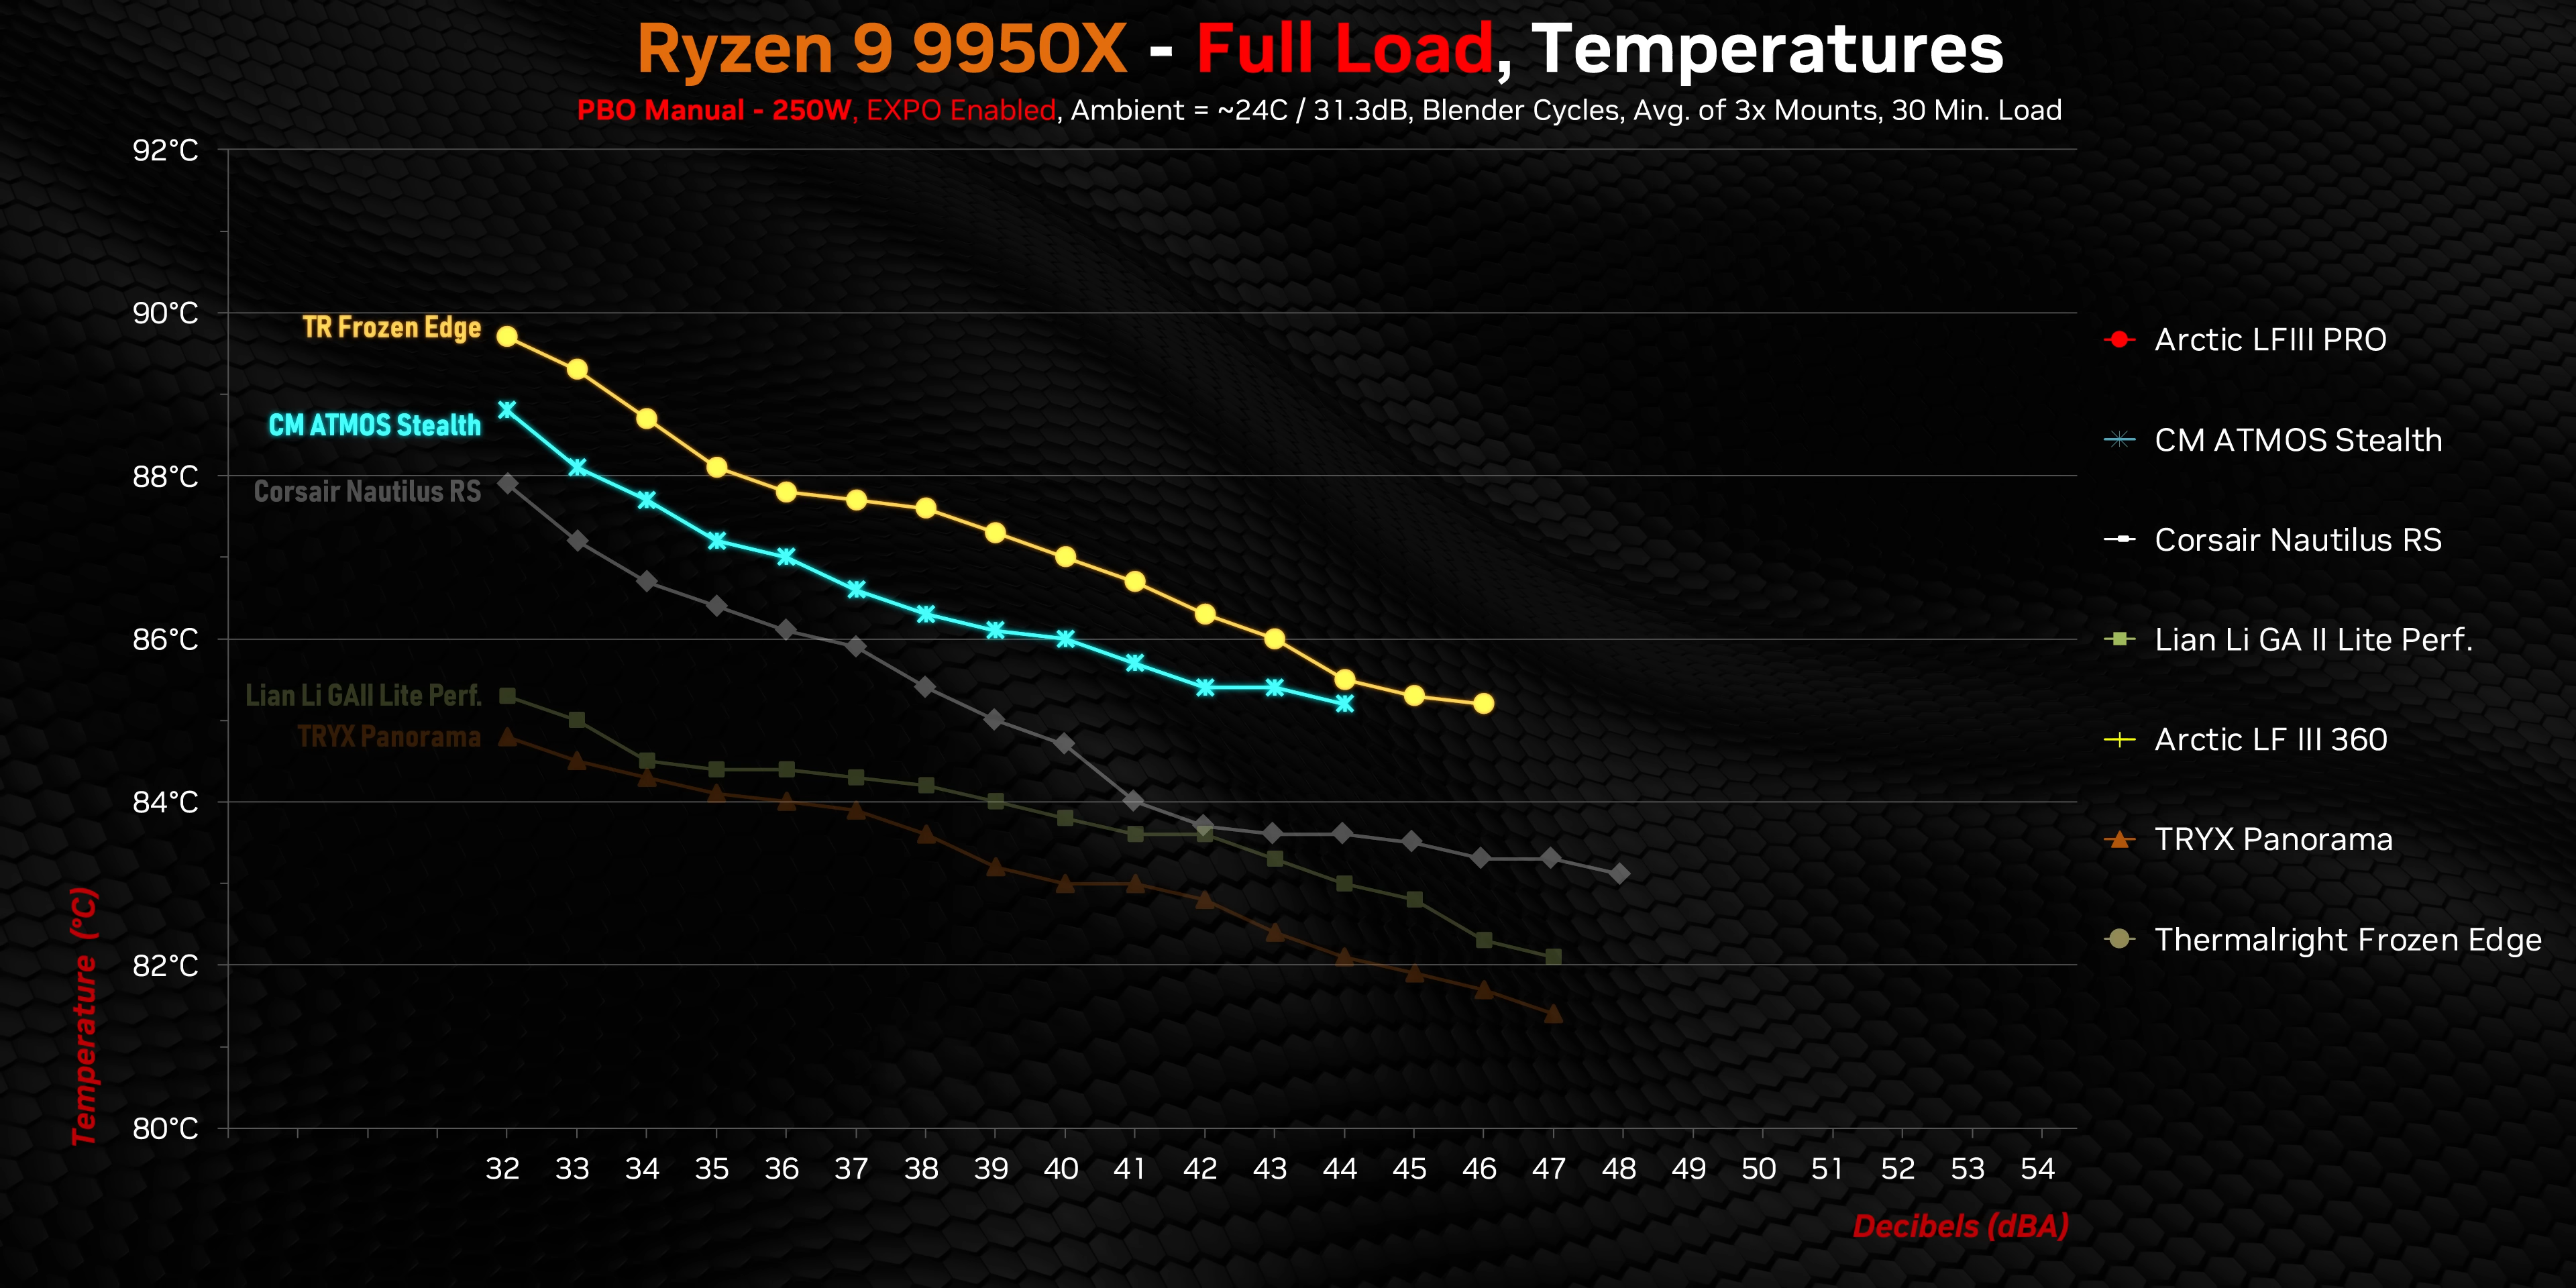 Ryzen 9 9950X - Full Load, Temperatures
PBO Manual - 250W, EXPO Enabled, Ambient = ~24C / 31.3dB, Blender Cycles, Avg. of 3x Mounts, 30 Min. Load
92°C
90°C
88°C
86°C
84°C
82°C
80°C
Temperature (°C)
TR Frozen Edge
CM ATMOS Stealth
Corsair Nautilus RS
Lian Li GAII Lite Perf.
TRYX Panorama
32 33 34 35 36 37 38 39 40 41 42 43 44 45 46 47 48 49 50 51 52 53 54
Decibels (dBA)
Arctic LFIII PRO
CM ATMOS Stealth
Corsair Nautilus RS
Lian Li GA II Lite Perf.
Arctic LF III 360
TRYX Panorama
Thermalright Frozen Edge